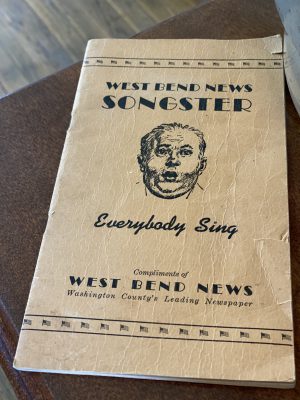 WEST BEND NEWS
SONGSTER
Everybody Sing
Compliments of
WEST BEND NEWS
Washington County's Leading Newspaper